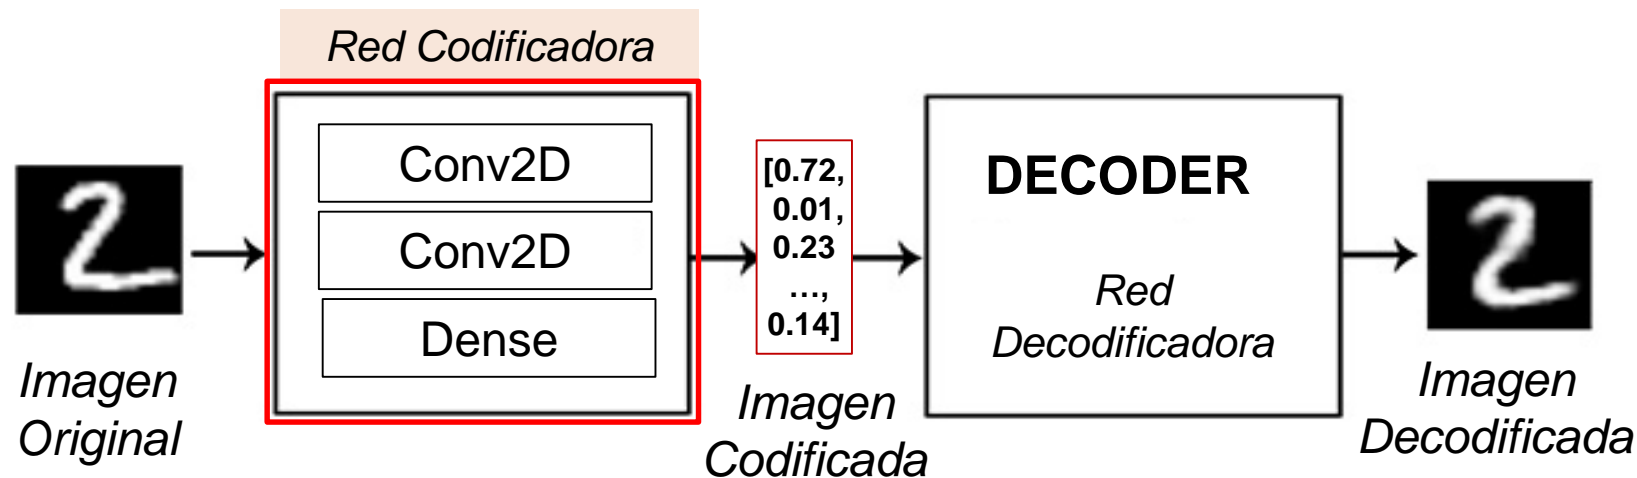 Red Codificadora
Conv2D
Conv2D
Dense
Imagen
Original
[0.72,
0.01,
0.23
...,
0.14]
Imagen
Codificada
DECODER
Red
Decodificadora
2
Imagen
Decodificada